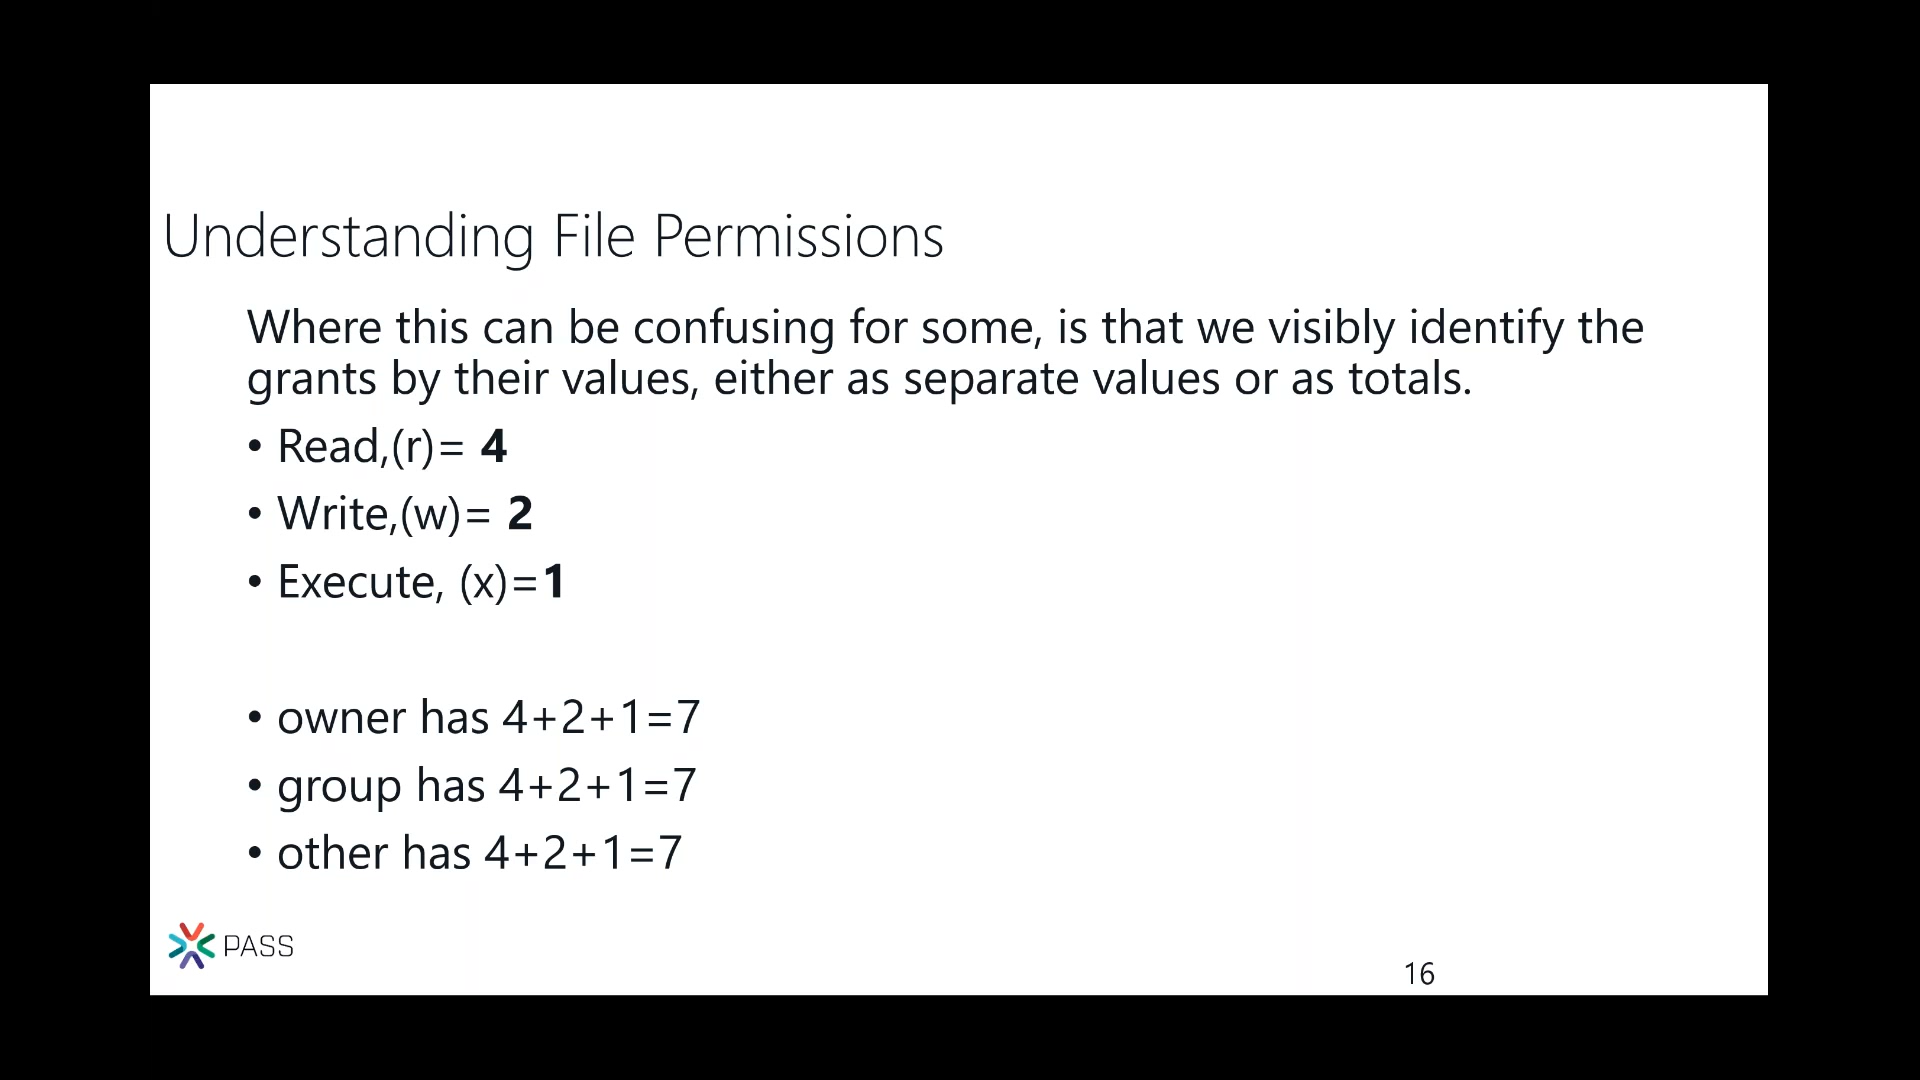 Understanding File Permissions
Where this can be confusing for some, is that we visibly identify the
grants by their values, either as separate values or as totals.
• Read,(r)= 4
• Write,(w)= 2
• Execute, (x)=1
• owner has 4+2+1=7
• group has 4+2+1=7
• other has 4+2+1=7
PASS
16